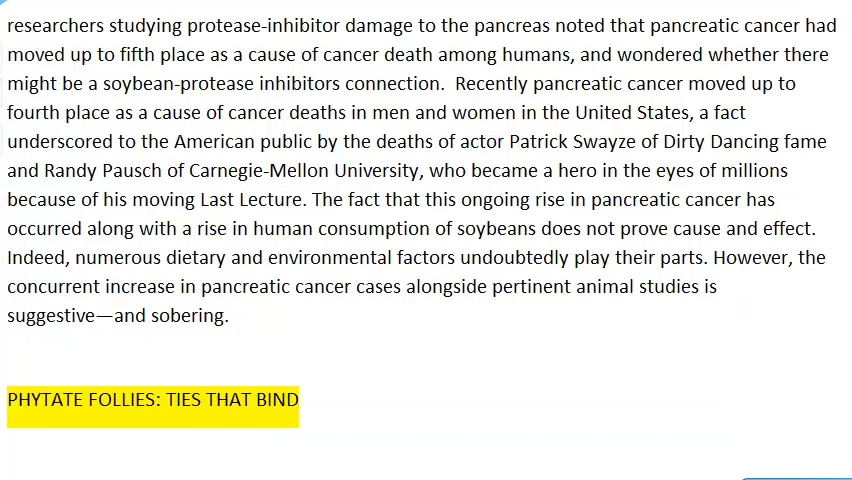 researchers studying protease-inhibitor damage to the pancreas noted that pancreatic cancer had
moved up to fifth place as a cause of cancer death among humans, and wondered whether there
might be a soybean-protease inhibitors connection.  Recently pancreatic cancer moved up to
fourth place as a cause of cancer deaths in men and women in the United States, a fact
underscored to the American public by the deaths of actor Patrick Swayze of Dirty Dancing fame
and Randy Pausch of Carnegie-Mellon University, who became a hero in the eyes of millions
because of his moving Last Lecture. The fact that this ongoing rise in pancreatic cancer has
occurred along with a rise in human consumption of soybeans does not prove cause and effect.
Indeed, numerous dietary and environmental factors undoubtedly play their parts. However, the
concurrent increase in pancreatic cancer cases alongside pertinent animal studies is
suggestive—and sobering.
PHYTATE FOLLIES: TIES THAT BIND